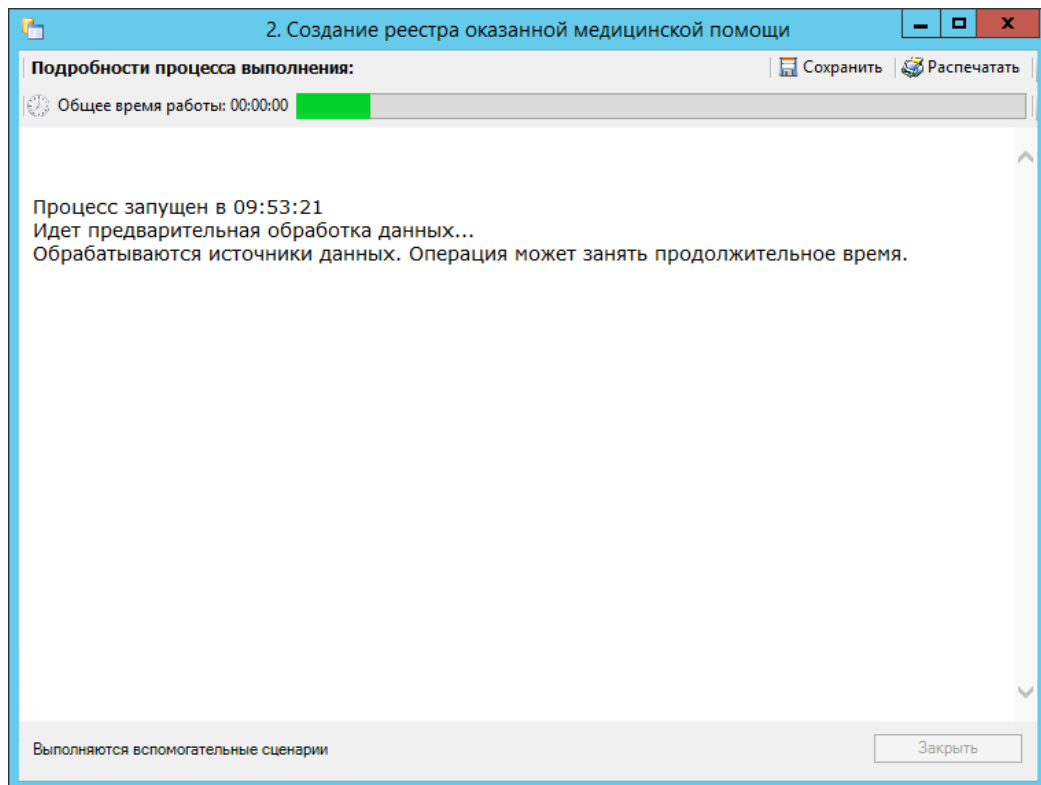 2. Создание реестра оказанной медицинской помощи
Подробности процесса выполнения:
Сохранить
Распечатать
Общее время работы: 00:00:00
Процесс запущен в 09:53:21
Идет предварительная обработка данных...
Обрабатываются источники данных. Операция может занять продолжительное время.
Выполняются вспомогательные сценарии
Закрыть